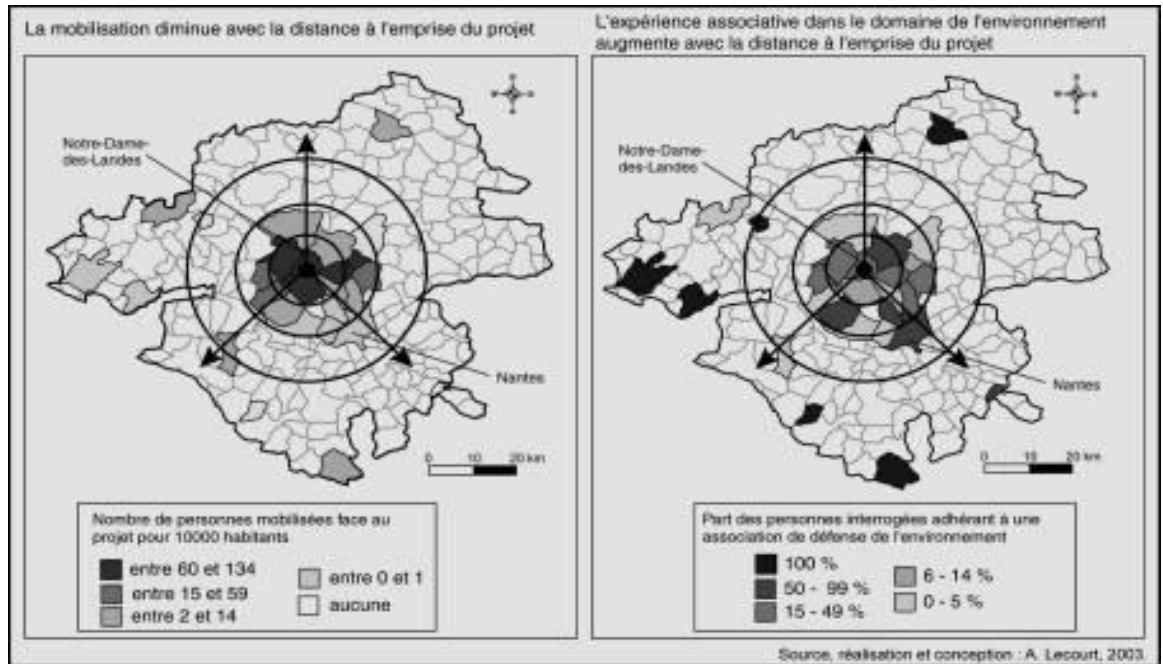 La mobilisation diminue avec la distance à l'emprise du projet
Notre-Dame-
des-Landes
Nantes
0 10 20 km
Nombre de personnes mobilisées face au
projet pour 10000 habitants
entre 60 et 134
entre 15 et 59
entre 2 et 14
entre 0 et 1
aucune
L'expérience associative dans le domaine de l'environnement
augmente avec la distance à l'emprise du projet
Notre-Dame-
des-Landes
Nantes
0 10 20 km
Part des personnes interrogées adhérant à une
association de défense de l'environnement
100 %
50 - 99 %
15 - 49 %
6 - 14 %
0 - 5 %
Source, réalisation et conception : A. Lecourt, 2003.